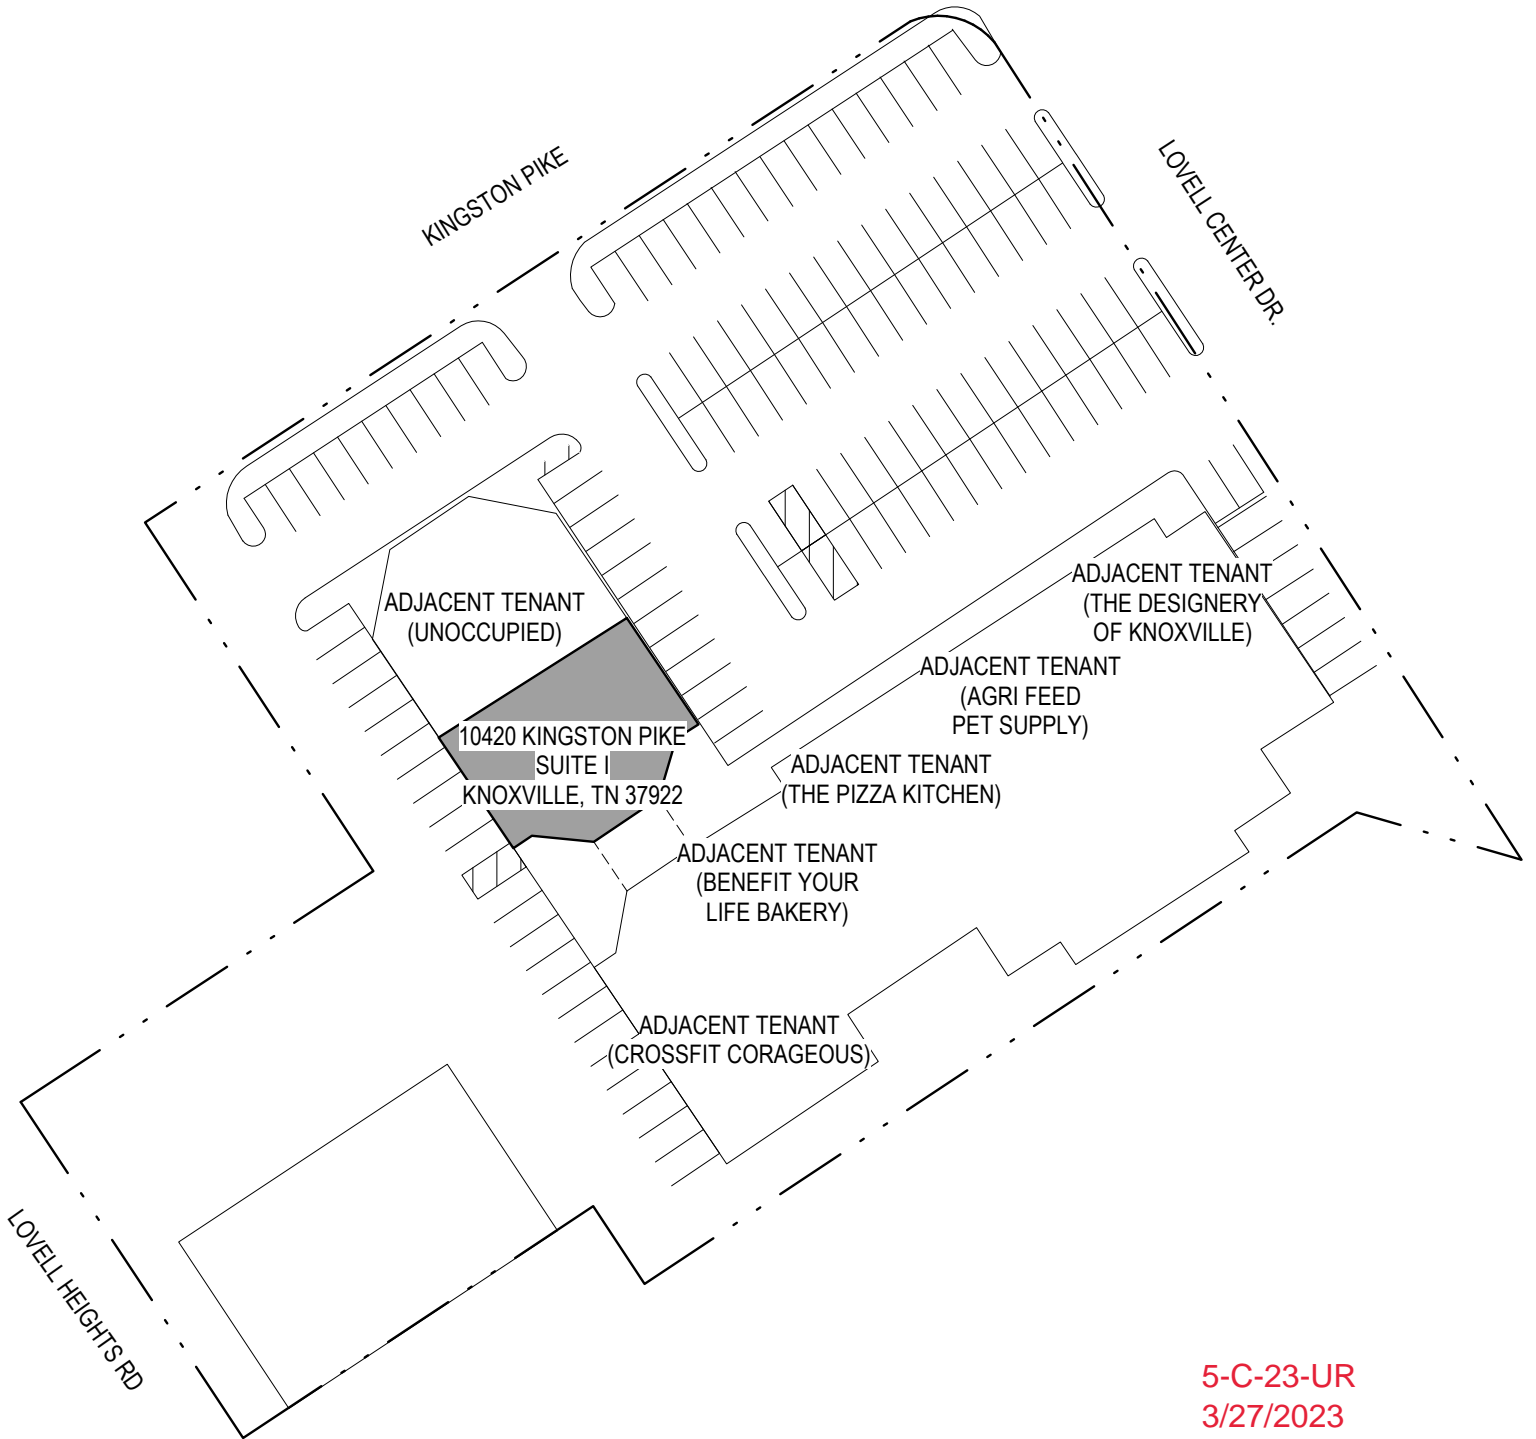 KINGSTON PIKE
LOVELL CENTER DR.
ADJACENT TENANT
(UNOCCUPIED)
ADJACENT TENANT
(THE DESIGNERY
OF KNOXVILLE)
ADJACENT TENANT
(AGRI FEED
PET SUPPLY)
10420 KINGSTON PIKE
SUITE I
KNOXVILLE, TN 37922
ADJACENT TENANT
(THE PIZZA KITCHEN)
ADJACENT TENANT
(BENEFIT YOUR
LIFE BAKERY)
ADJACENT TENANT
(CROSSFIT CORAGEOUS)
LOVELL HEIGHTS RD
5-C-23-UR
3/27/2023